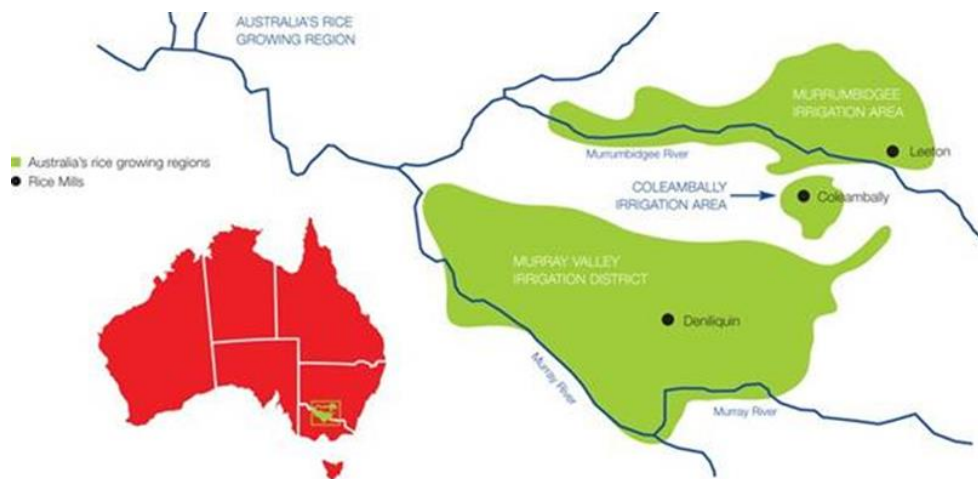 AUSTRALIA'S RICE
GROWING REGION
MURRUMBIDGEE
IRRIGATION AREA
Murrumbidgee River
Leeton
Australia's rice growing regions
Rice Mills
COLEAMBALLY
IRRIGATION AREA
Coleambally
MURRAY VALLEY
IRRIGATION DISTRICT
Deniliquin
Murray River
Murray River